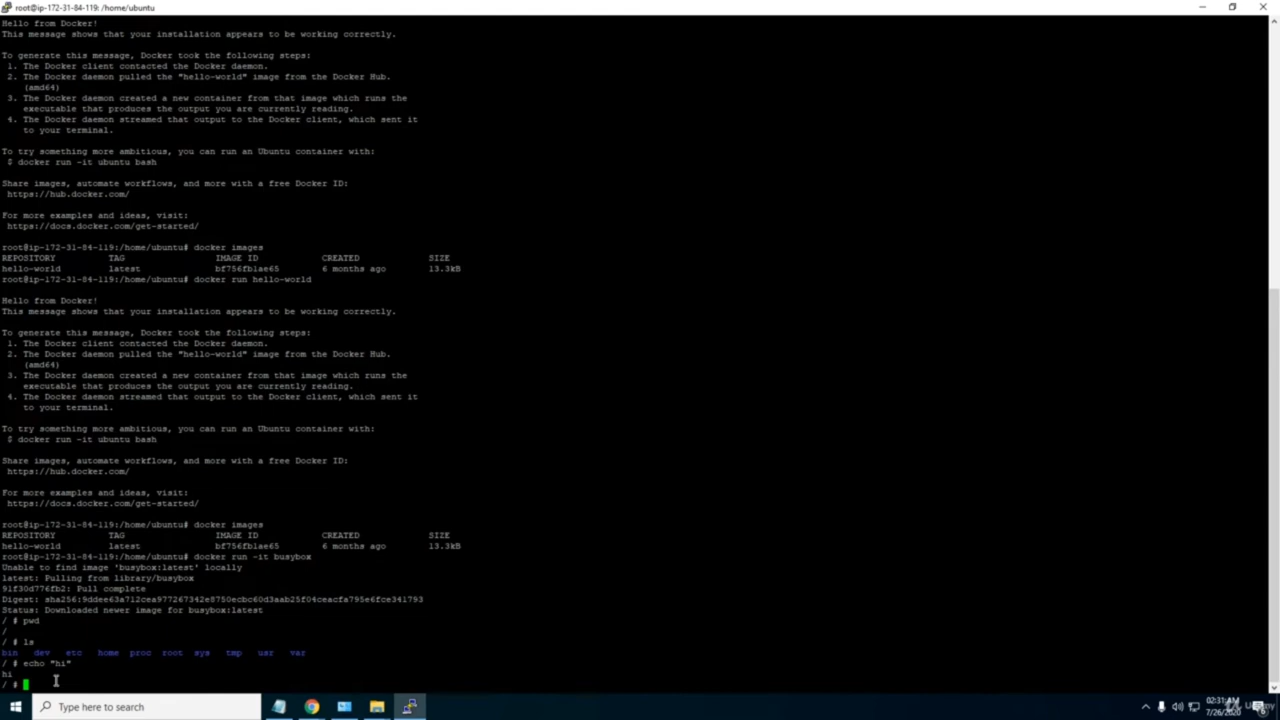 root@ip-172-31-84-119: /home/ubuntu
Hello from Docker!
This message shows that your installation appears to be working correctly.
To generate this message, Docker took the following steps:
1. The Docker client contacted the Docker daemon.
2. The Docker daemon pulled the "hello-world" image from the Docker Hub.
(amd64)
3. The Docker daemon created a new container from that image which runs the
executable that produces the output you are currently reading.
4. The Docker daemon streamed that output to the Docker client, which sent it
to your terminal.
To try something more ambitious, you can run an Ubuntu container with:
$ docker run -it ubuntu bash
Share images, automate workflows, and more with a free Docker ID:
https://hub.docker.com/
For more examples and ideas, visit:
https://docs.docker.com/get-started/
root@ip-172-31-84-119:/home/ubuntu# docker images
REPOSITORY TAG IMAGE ID CREATED SIZE
hello-world latest bf756fb1ae65 6 months ago 13.3kB
root@ip-172-31-84-119:/home/ubuntu# docker run hello-world
Hello from Docker!
This message shows that your installation appears to be working correctly.
To generate this message, Docker took the following steps:
1. The Docker client contacted the Docker daemon.
2. The Docker daemon pulled the "hello-world" image from the Docker Hub.
(amd64)
3. The Docker daemon created a new container from that image which runs the
executable that produces the output you are currently reading.
4. The Docker daemon streamed that output to the Docker client, which sent it
to your terminal.
To try something more ambitious, you can run an Ubuntu container with:
$ docker run -it ubuntu bash
Share images, automate workflows, and more with a free Docker ID:
https://hub.docker.com/
For more examples and ideas, visit:
https://docs.docker.com/get-started/
root@ip-172-31-84-119:/home/ubuntu# docker images
REPOSITORY TAG IMAGE ID CREATED SIZE
hello-world latest bf756fb1ae65 6 months ago 13.3kB
root@ip-172-31-84-119:/home/ubuntu# docker run -it busybox
Unable to find image 'busybox:latest' locally
latest: Pulling from library/busybox
91f30d776fb2: Pull complete
Digest: sha256:9ddee63a712cea977267342e8750ecbc60d3aab25f04ceacfa795e6fce341793
Status: Downloaded newer image for busybox:latest
/ # pwd
/
/ # ls
bin dev etc home proc root sys tmp usr var
/ # echo "hi"
hi
/ #
Type here to search
02:31 AM
7/26/2020
Udemy